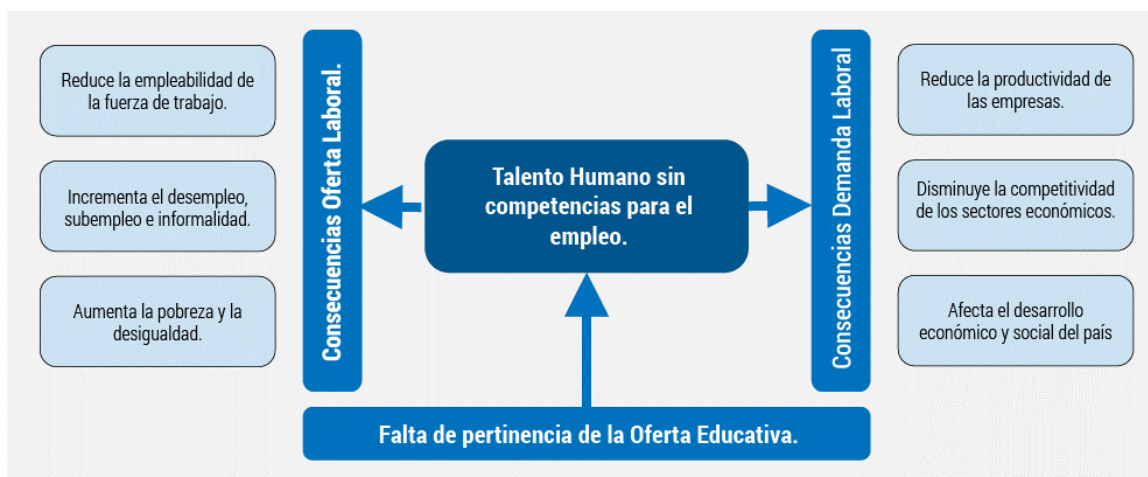 Reduce la empleabilidad de
la fuerza de trabajo.
Incrementa el desempleo,
subempleo e informalidad.
Aumenta la pobreza y la
desigualdad.
Consecuencias Oferta Laboral.
Talento Humano sin
competencias para el
empleo.
Consecuencias Demanda Laboral
Reduce la productividad de
las empresas.
Disminuye la competitividad
de los sectores económicos.
Afecta el desarrollo
económico y social del país
Falta de pertinencia de la Oferta Educativa.